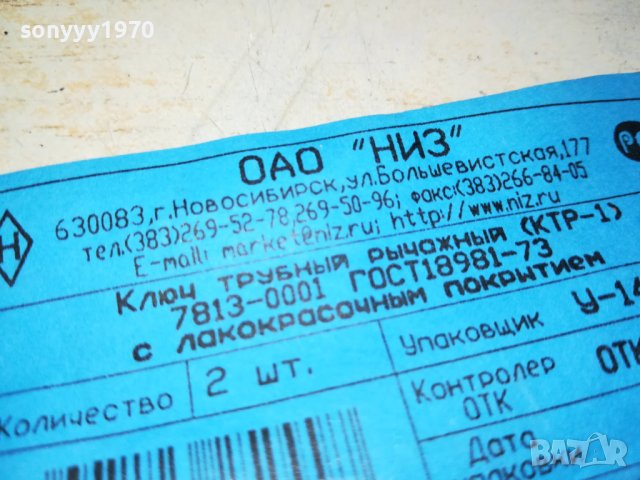 sonyyy1970
ОАО "НИЗ"
630083,г.Новосибирск,ул.Большевистская,177
тел.(383)269-52-78,269-50-96; факс:(383)266-84-05
E-mail: market@niz.ru; http://www.niz.ru
Ключ трубный рычажный (КТР-1)
7813-0001 ГОСТ18981-73
с лакокрасочным покрытием
Количество 2 шт. Упаковщик
Контролер ОТК
ОТК
Дата
BAZAR